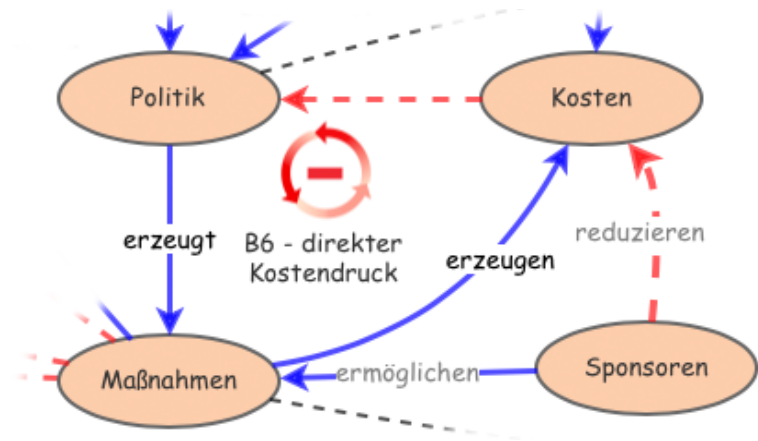 Politik
Kosten
erzeugt
B6 - direkter
Kostendruck
erzeugen
reduzieren
Maßnahmen
ermöglichen
Sponsoren